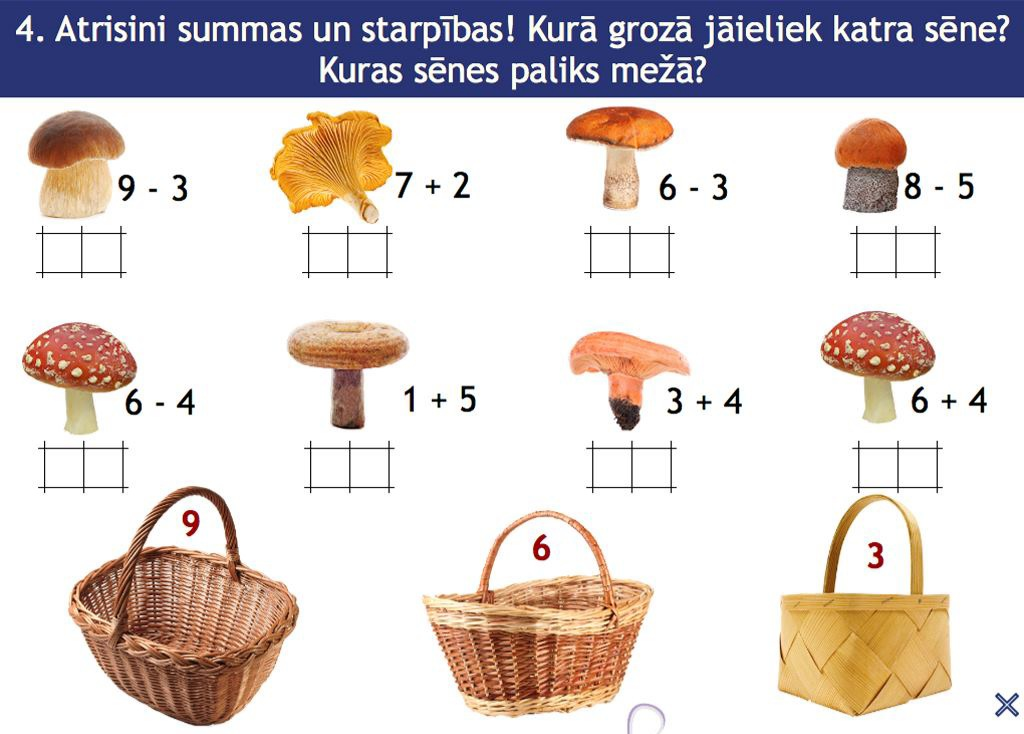 4. Atrisini summas un starpības! Kurā grozā jāieliek katra sēne?
Kuras sēnes paliks mežā?
9 - 3
7 + 2
6 - 3
8 - 5
6 - 4
1 + 5
3 + 4
6 + 4
9
6
3